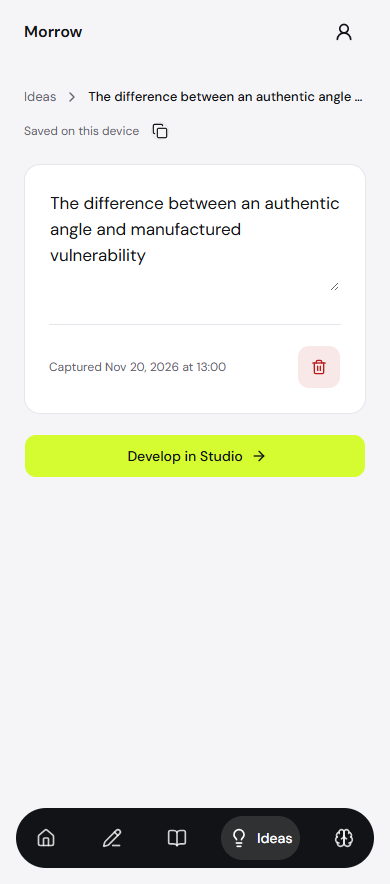 Morrow
Ideas > The difference between an authentic angle ...
Saved on this device
The difference between an authentic
angle and manufactured
vulnerability
Captured Nov 20, 2026 at 13:00
Develop in Studio →
Ideas